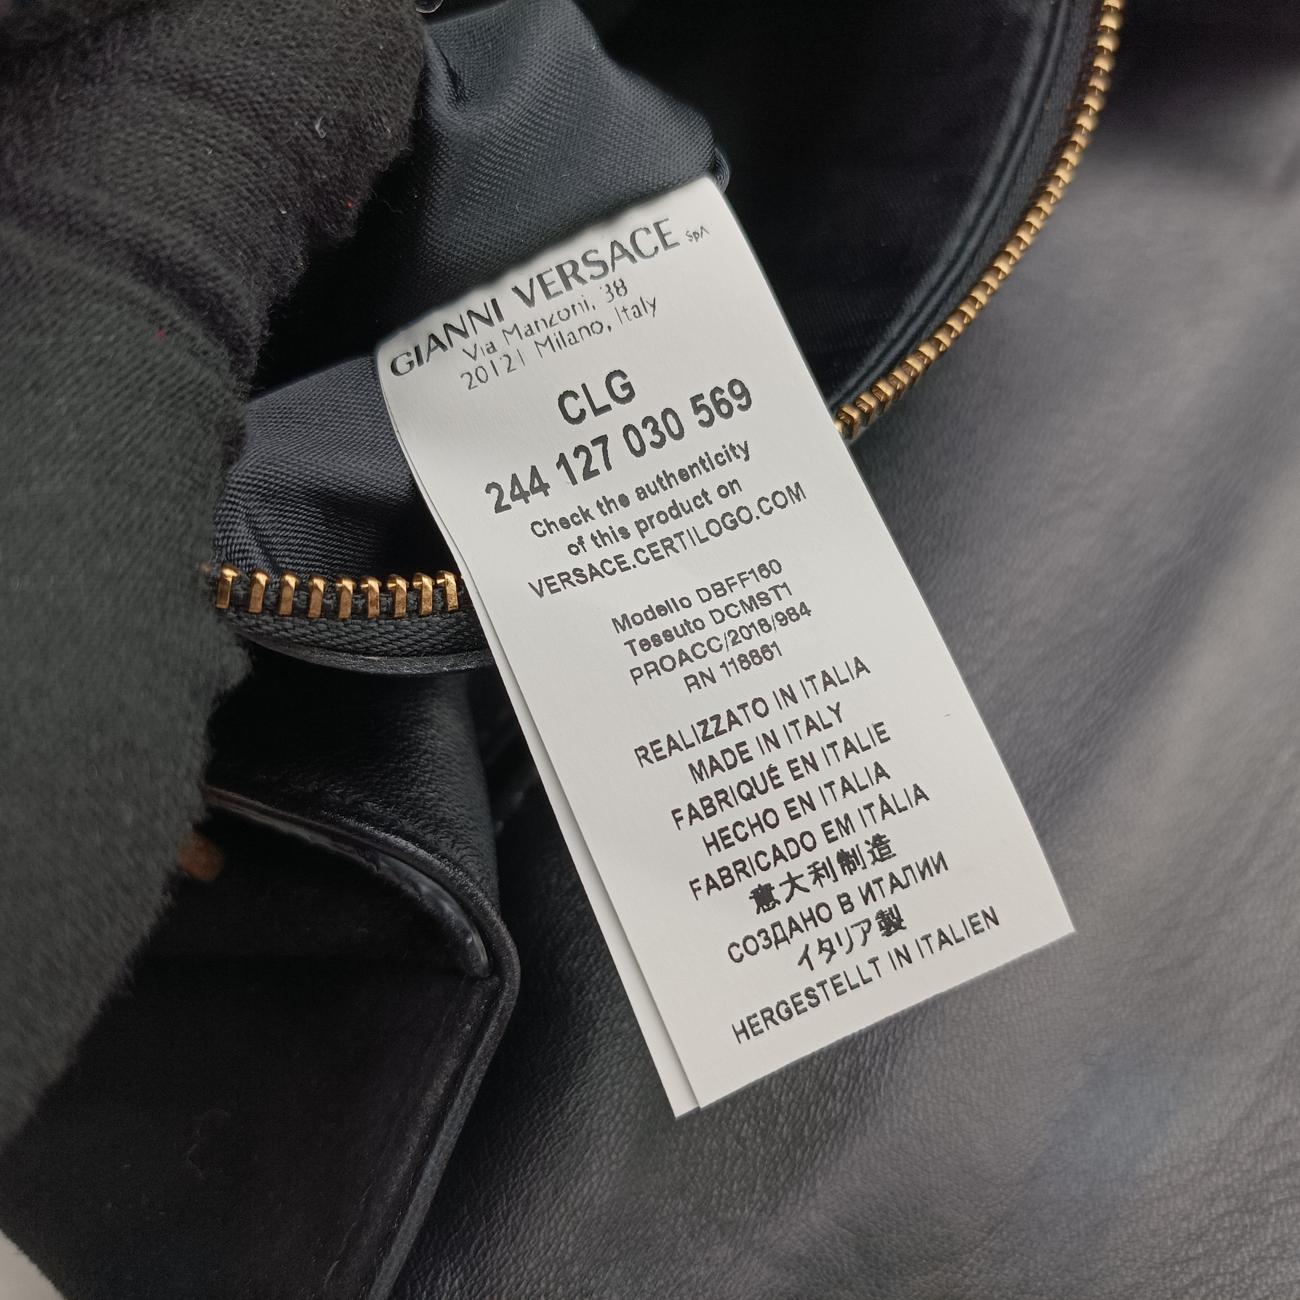 GIANNI VERSACE SpA
Via Manzoni, 38
20121 Milano, Italy
CLG
244 127 030 569
Check the authenticity
of this product on
VERSACE.CERTILOGO.COM
Modello DBFF160
Tessuto DCMST1
PROACC/2018/984
RN 118861
REALIZZATO IN ITALIA
MADE IN ITALY
FABRIQUÉ EN ITALIE
HECHO EN ITALIA
FABRICADO EM ITÁLIA
意大利制造
СОЗДАНО В ИТАЛИИ
イタリア製
HERGESTELLT IN ITALIEN